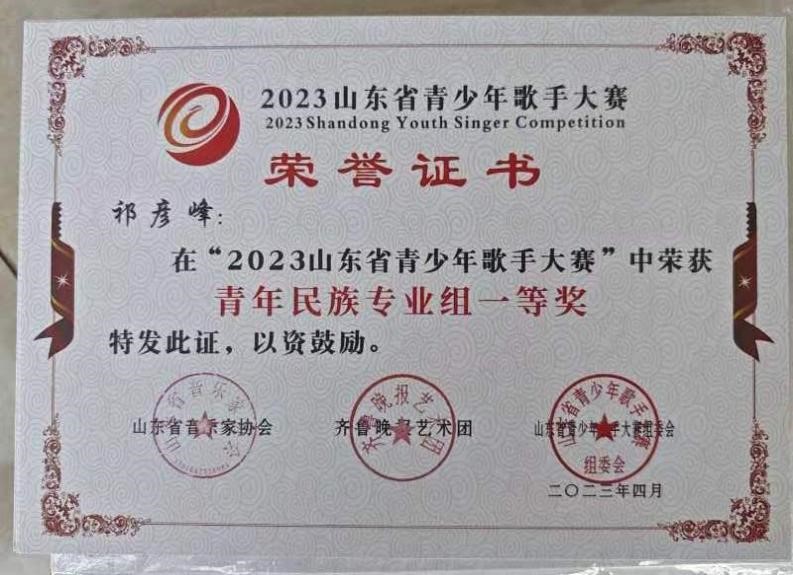 2023山东省青少年歌手大赛
2023 Shandong Youth Singer Competition
荣誉证书
祁彦峰:
在“2023山东省青少年歌手大赛”中荣获
青年民族专业组一等奖
特发此证，以资鼓励。
山东省音乐家协会
齐鲁晚报艺术团
山东省青少年歌手大赛组委会
组委会
二〇二三年四月